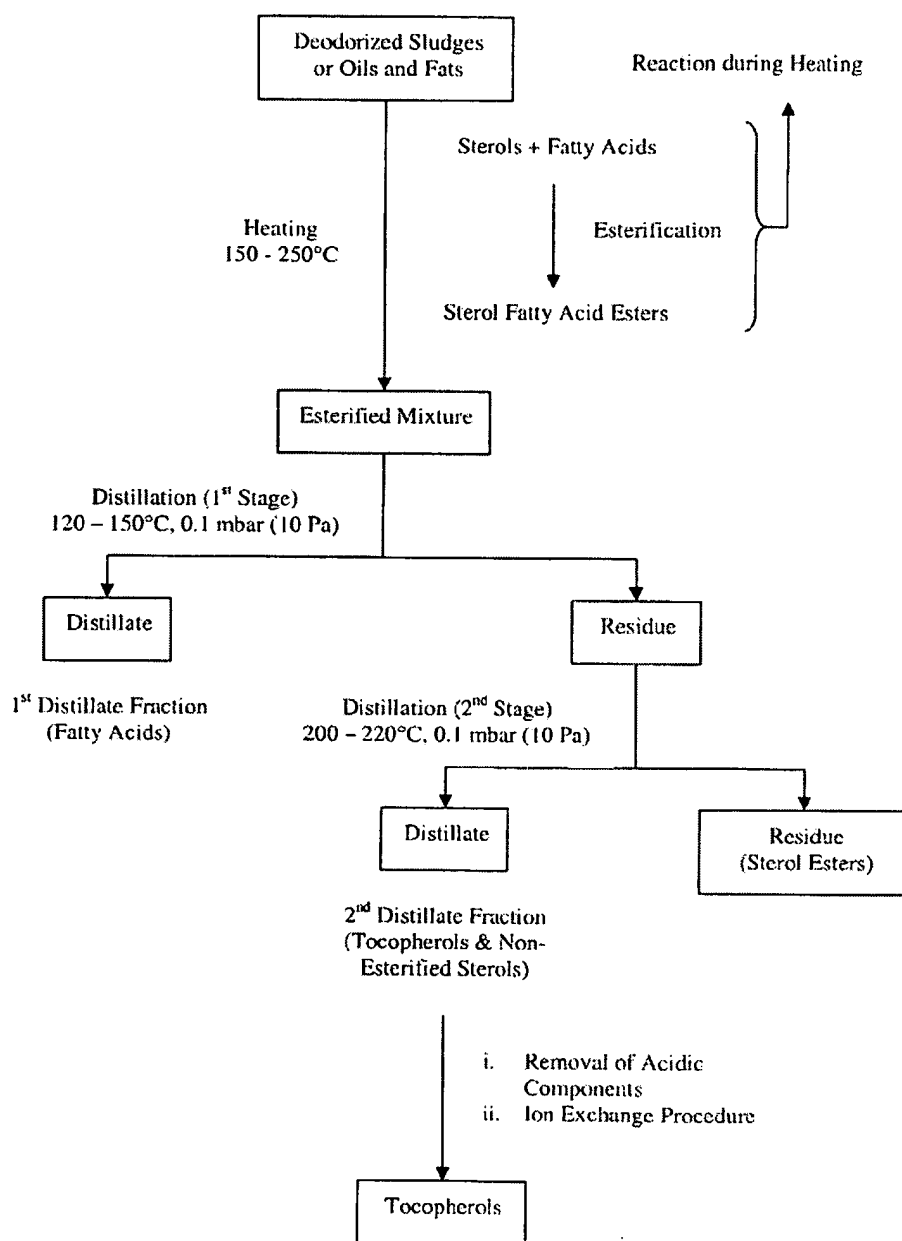 Deodorized Sludges
or Oils and Fats
Reaction during Heating
Sterols + Fatty Acids
Heating
150 - 250°C
Esterification
Sterol Fatty Acid Esters
Esterified Mixture
Distillation (1st Stage)
120 – 150°C, 0.1 mbar (10 Pa)
Distillate
Residue
1st Distillate Fraction
(Fatty Acids)
Distillation (2nd Stage)
200 – 220°C, 0.1 mbar (10 Pa)
Distillate
Residue
(Sterol Esters)
2nd Distillate Fraction
(Tocopherols & Non-
Esterified Sterols)
i. Removal of Acidic
Components
ii. Ion Exchange Procedure
Tocopherols